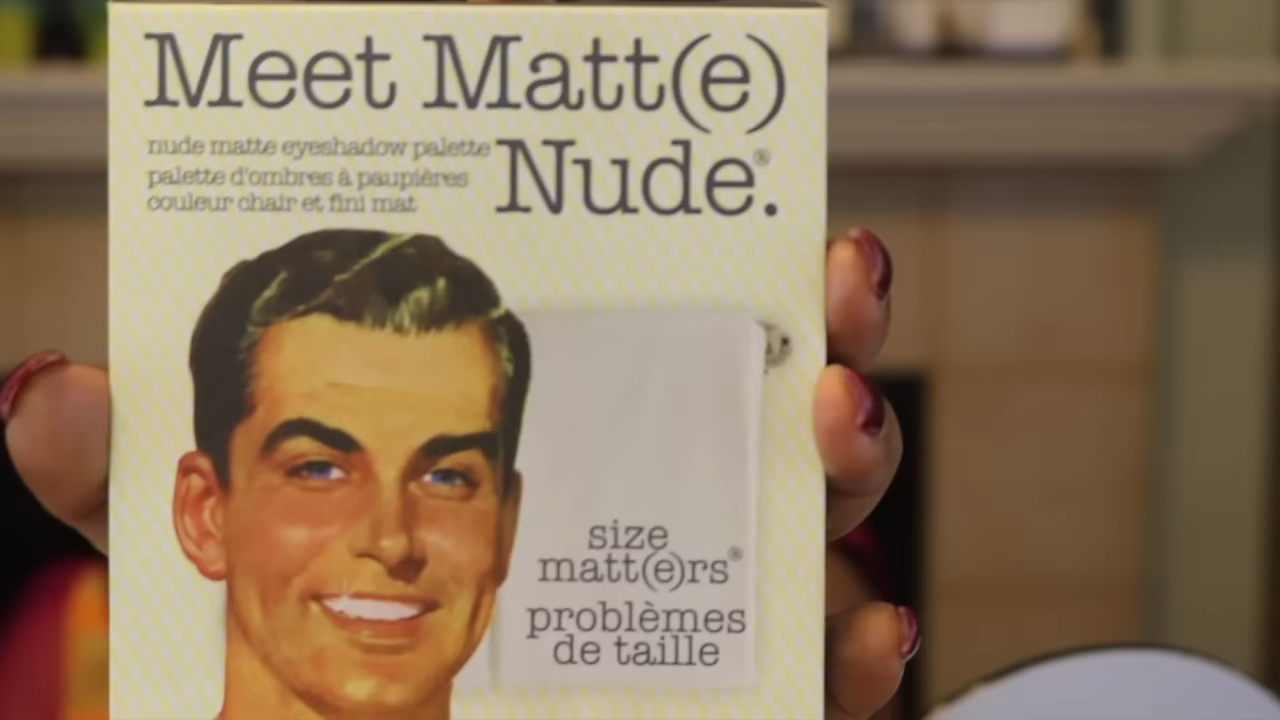 Meet Matt(e)
Nude.®
nude matte eyeshadow palette
palette d'ombres à paupières
couleur chair et fini mat
size
matt(e)rs®
problèmes
de taille